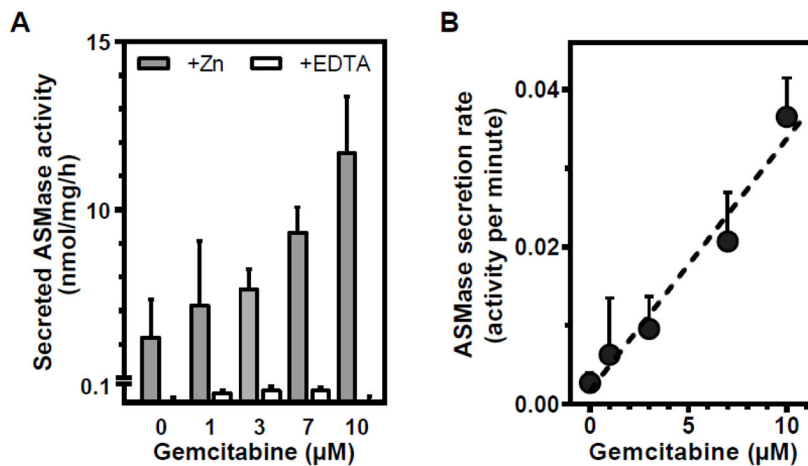 A
15
+Zn
+EDTA
10
0.1
Secreted ASMase activity
(nmol/mg/h)
0
1
3
7
10
Gemcitabine (µM)
B
0.04
0.02
0.00
ASMase secretion rate
(activity per minute)
0
5
10
Gemcitabine (µM)